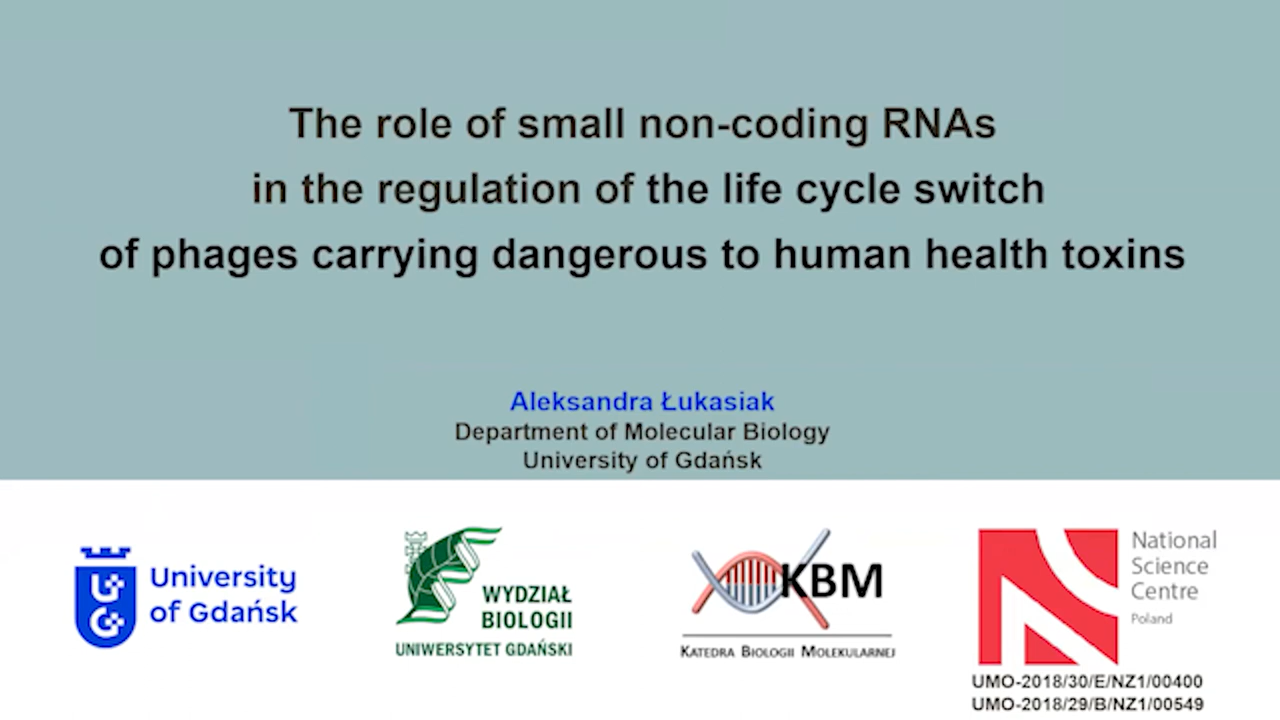 The role of small non-coding RNAs
in the regulation of the life cycle switch
of phages carrying dangerous to human health toxins
Aleksandra Łukasiak
Department of Molecular Biology
University of Gdańsk
University
of Gdańsk
WYDZIAŁ
BIOLOGII
UNIWERSYTET GDAŃSKI
KBM
KATEDRA BIOLOGII MOLEKULARNEJ
National
Science
Centre
Poland
UMO-2018/30/E/NZ1/00400
UMO-2018/29/B/NZ1/00549